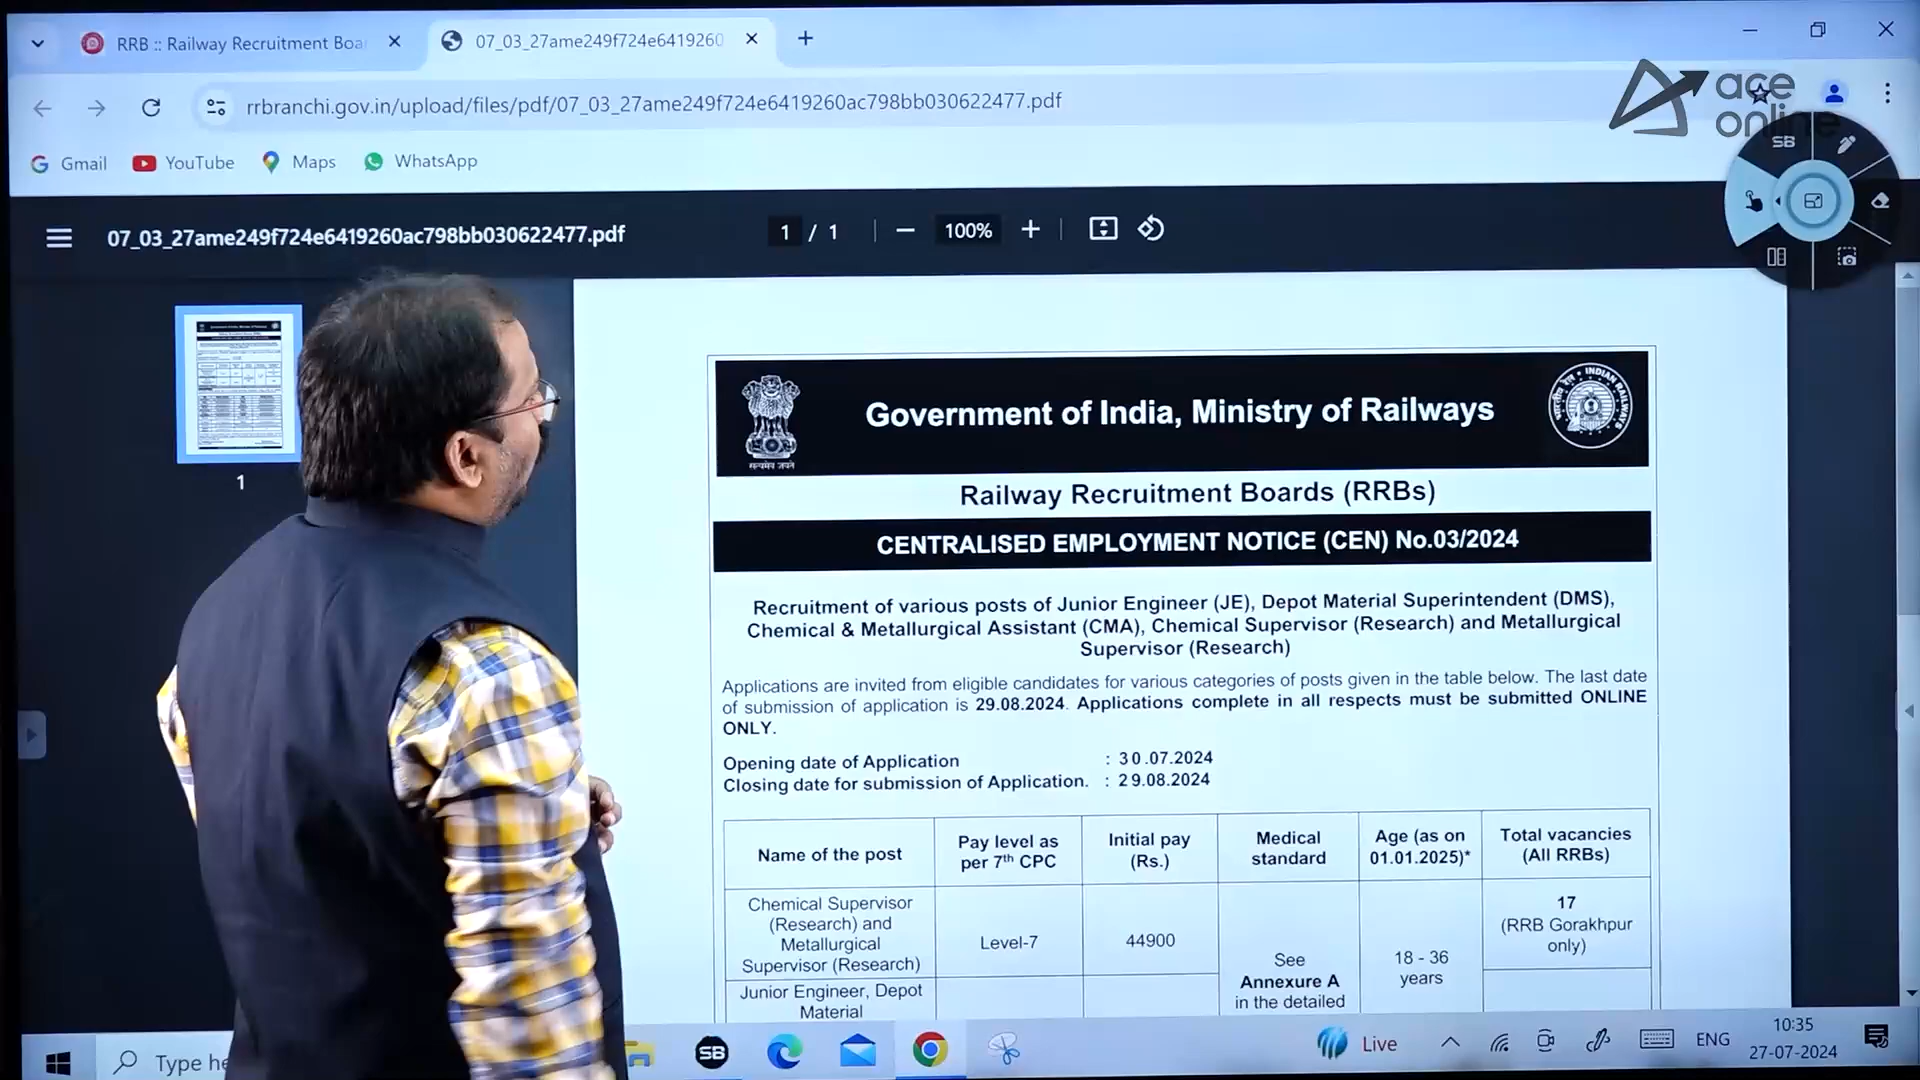 RRB :: Railway Recruitment Boa
07_03_27ame249f724e6419260
ace
online
rrbranchi.gov.in/upload/files/pdf/07_03_27ame249f724e6419260ac798bb030622477.pdf
SB
Gmail
YouTube
Maps
WhatsApp
07_03_27ame249f724e6419260ac798bb030622477.pdf
1 / 1
100%
1
Government of India, Ministry of Railways
सत्यमेव जयते
INDIAN RAILWAYS
Railway Recruitment Boards (RRBs)
CENTRALISED EMPLOYMENT NOTICE (CEN) No.03/2024
Recruitment of various posts of Junior Engineer (JE), Depot Material Superintendent (DMS),
Chemical & Metallurgical Assistant (CMA), Chemical Supervisor (Research) and Metallurgical
Supervisor (Research)
Applications are invited from eligible candidates for various categories of posts given in the table below. The last date
of submission of application is 29.08.2024. Applications complete in all respects must be submitted ONLINE
ONLY.
Opening date of Application : 30.07.2024
Closing date for submission of Application. : 29.08.2024
Name of the post
Pay level as
per 7th CPC
Initial pay
(Rs.)
Medical
standard
Age (as on
01.01.2025)*
Total vacancies
(All RRBs)
Chemical Supervisor
(Research) and
Metallurgical
Supervisor (Research)
Level-7
44900
See
Annexure A
in the detailed
18 - 36
years
17
(RRB Gorakhpur
only)
Junior Engineer, Depot
Material
Type he
SB
Live
ENG
10:35
27-07-2024